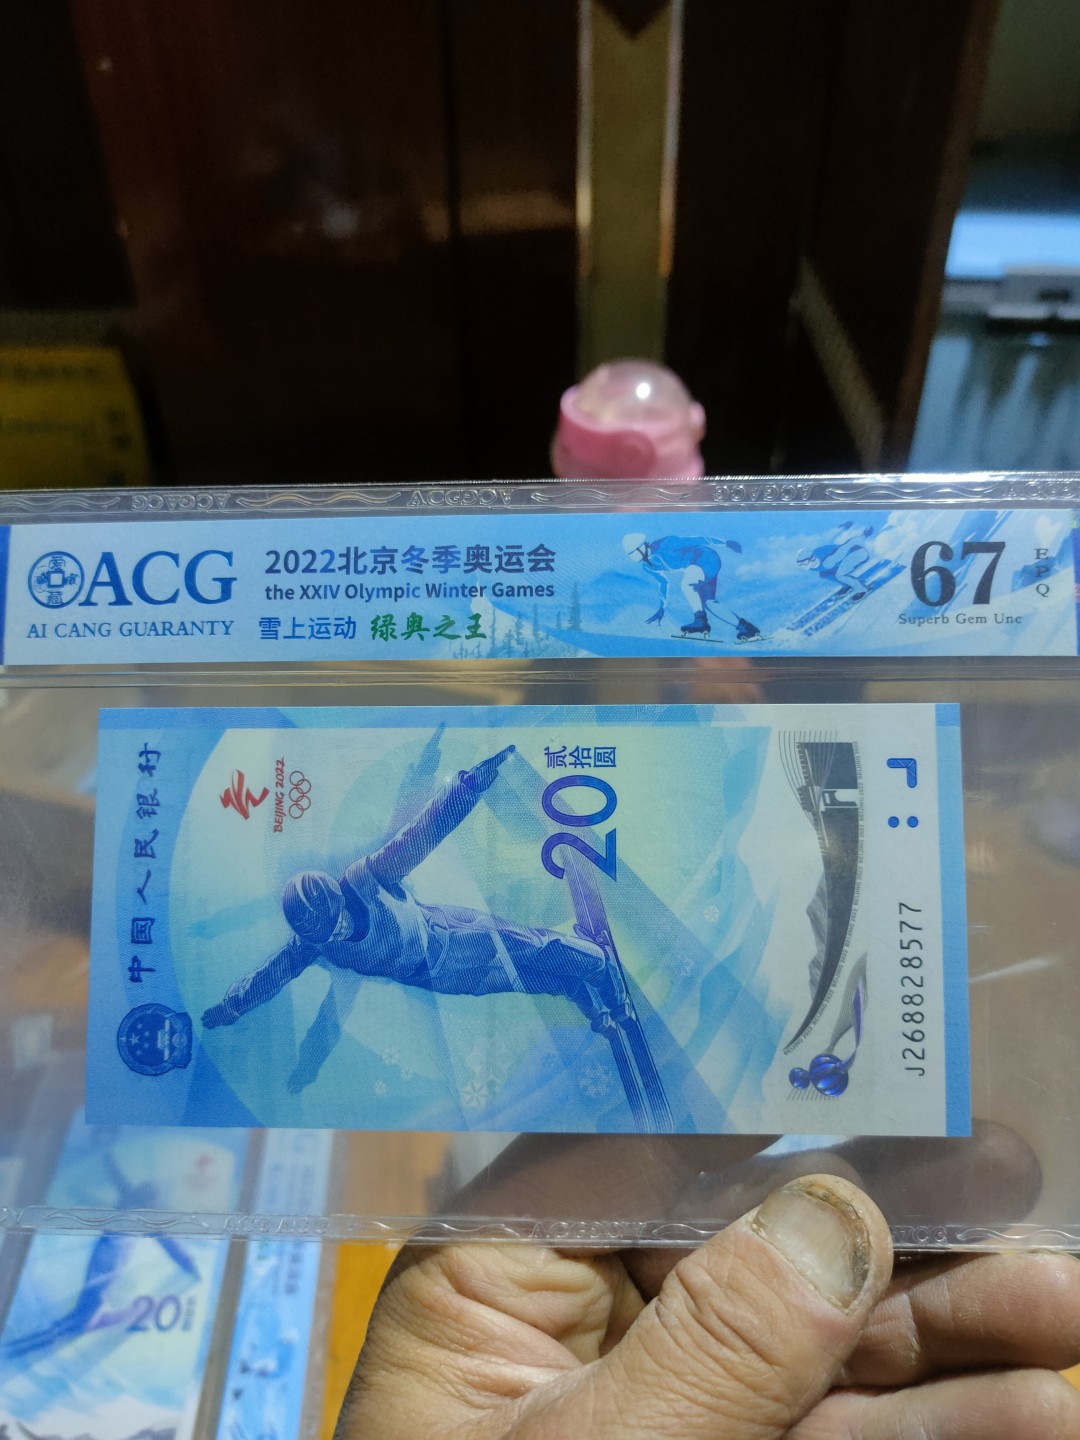 ACG
AI CANG GUARANTY
2022北京冬季奥运会
the XXIV Olympic Winter Games
雪上运动 绿奥之王
67
EPQ
Superb Gem Unc
中国人民银行
BEIJING 2022
贰拾圆
20
J268828577
20